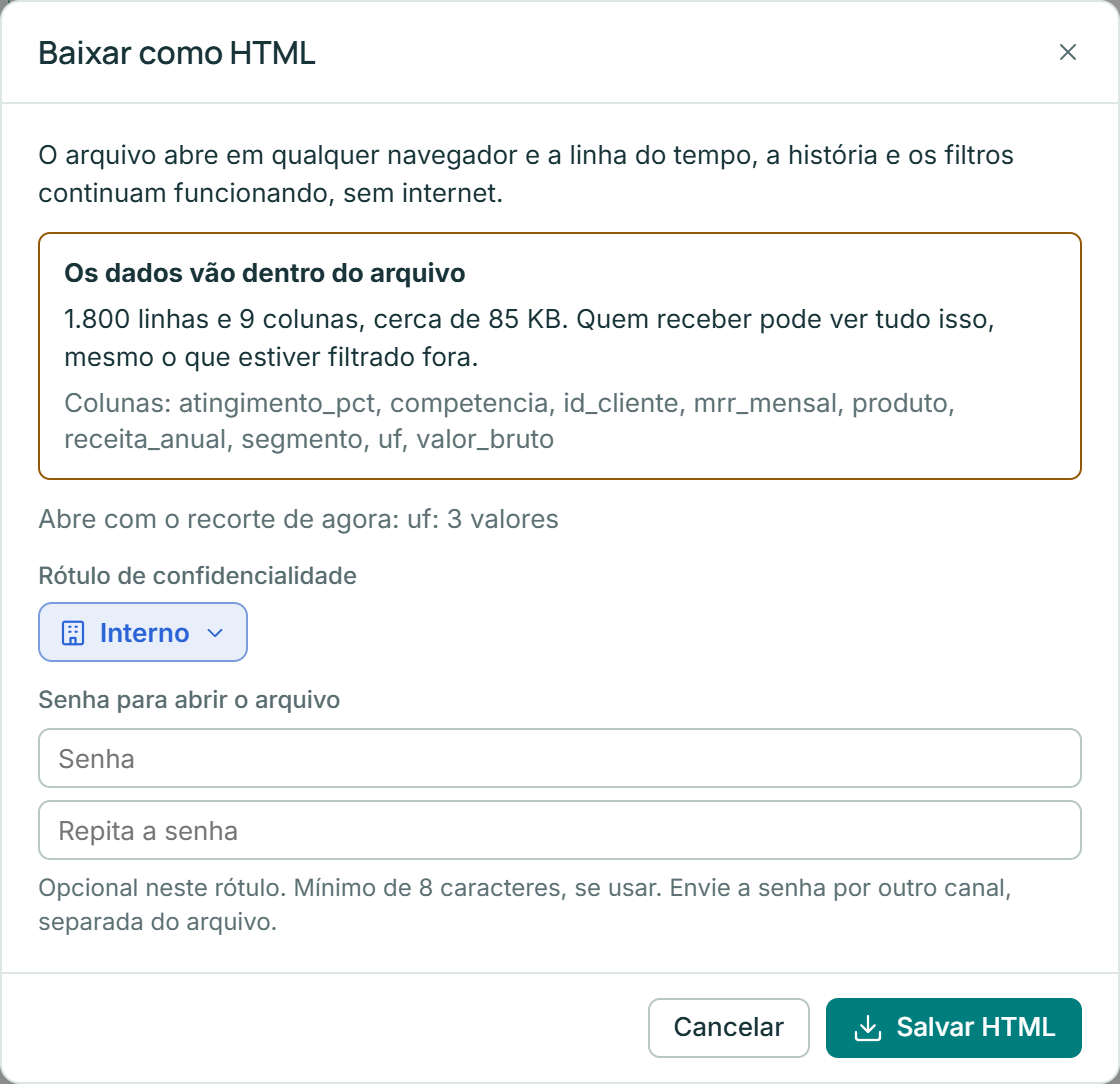 Baixar como HTML
O arquivo abre em qualquer navegador e a linha do tempo, a história e os filtros
continuam funcionando, sem internet.
Os dados vão dentro do arquivo
1.800 linhas e 9 colunas, cerca de 85 KB. Quem receber pode ver tudo isso,
mesmo o que estiver filtrado fora.
Colunas: atingimento_pct, competencia, id_cliente, mrr_mensal, produto,
receita_anual, segmento, uf, valor_bruto
Abre com o recorte de agora: uf: 3 valores
Rótulo de confidencialidade
Interno
Senha para abrir o arquivo
Senha
Repita a senha
Opcional neste rótulo. Mínimo de 8 caracteres, se usar. Envie a senha por outro canal,
separada do arquivo.
Cancelar
Salvar HTML